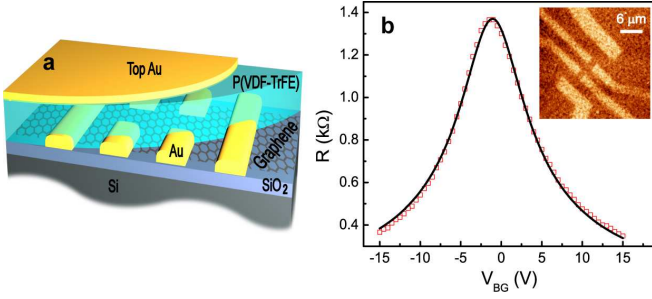 a
Top Au
P(VDF-TrFE)
Graphene
Au
Si
SiO2
b
6 μm
R (kΩ)
1.4
1.2
1.0
0.8
0.6
0.4
-15 -10 -5 0 5 10 15
VBG (V)